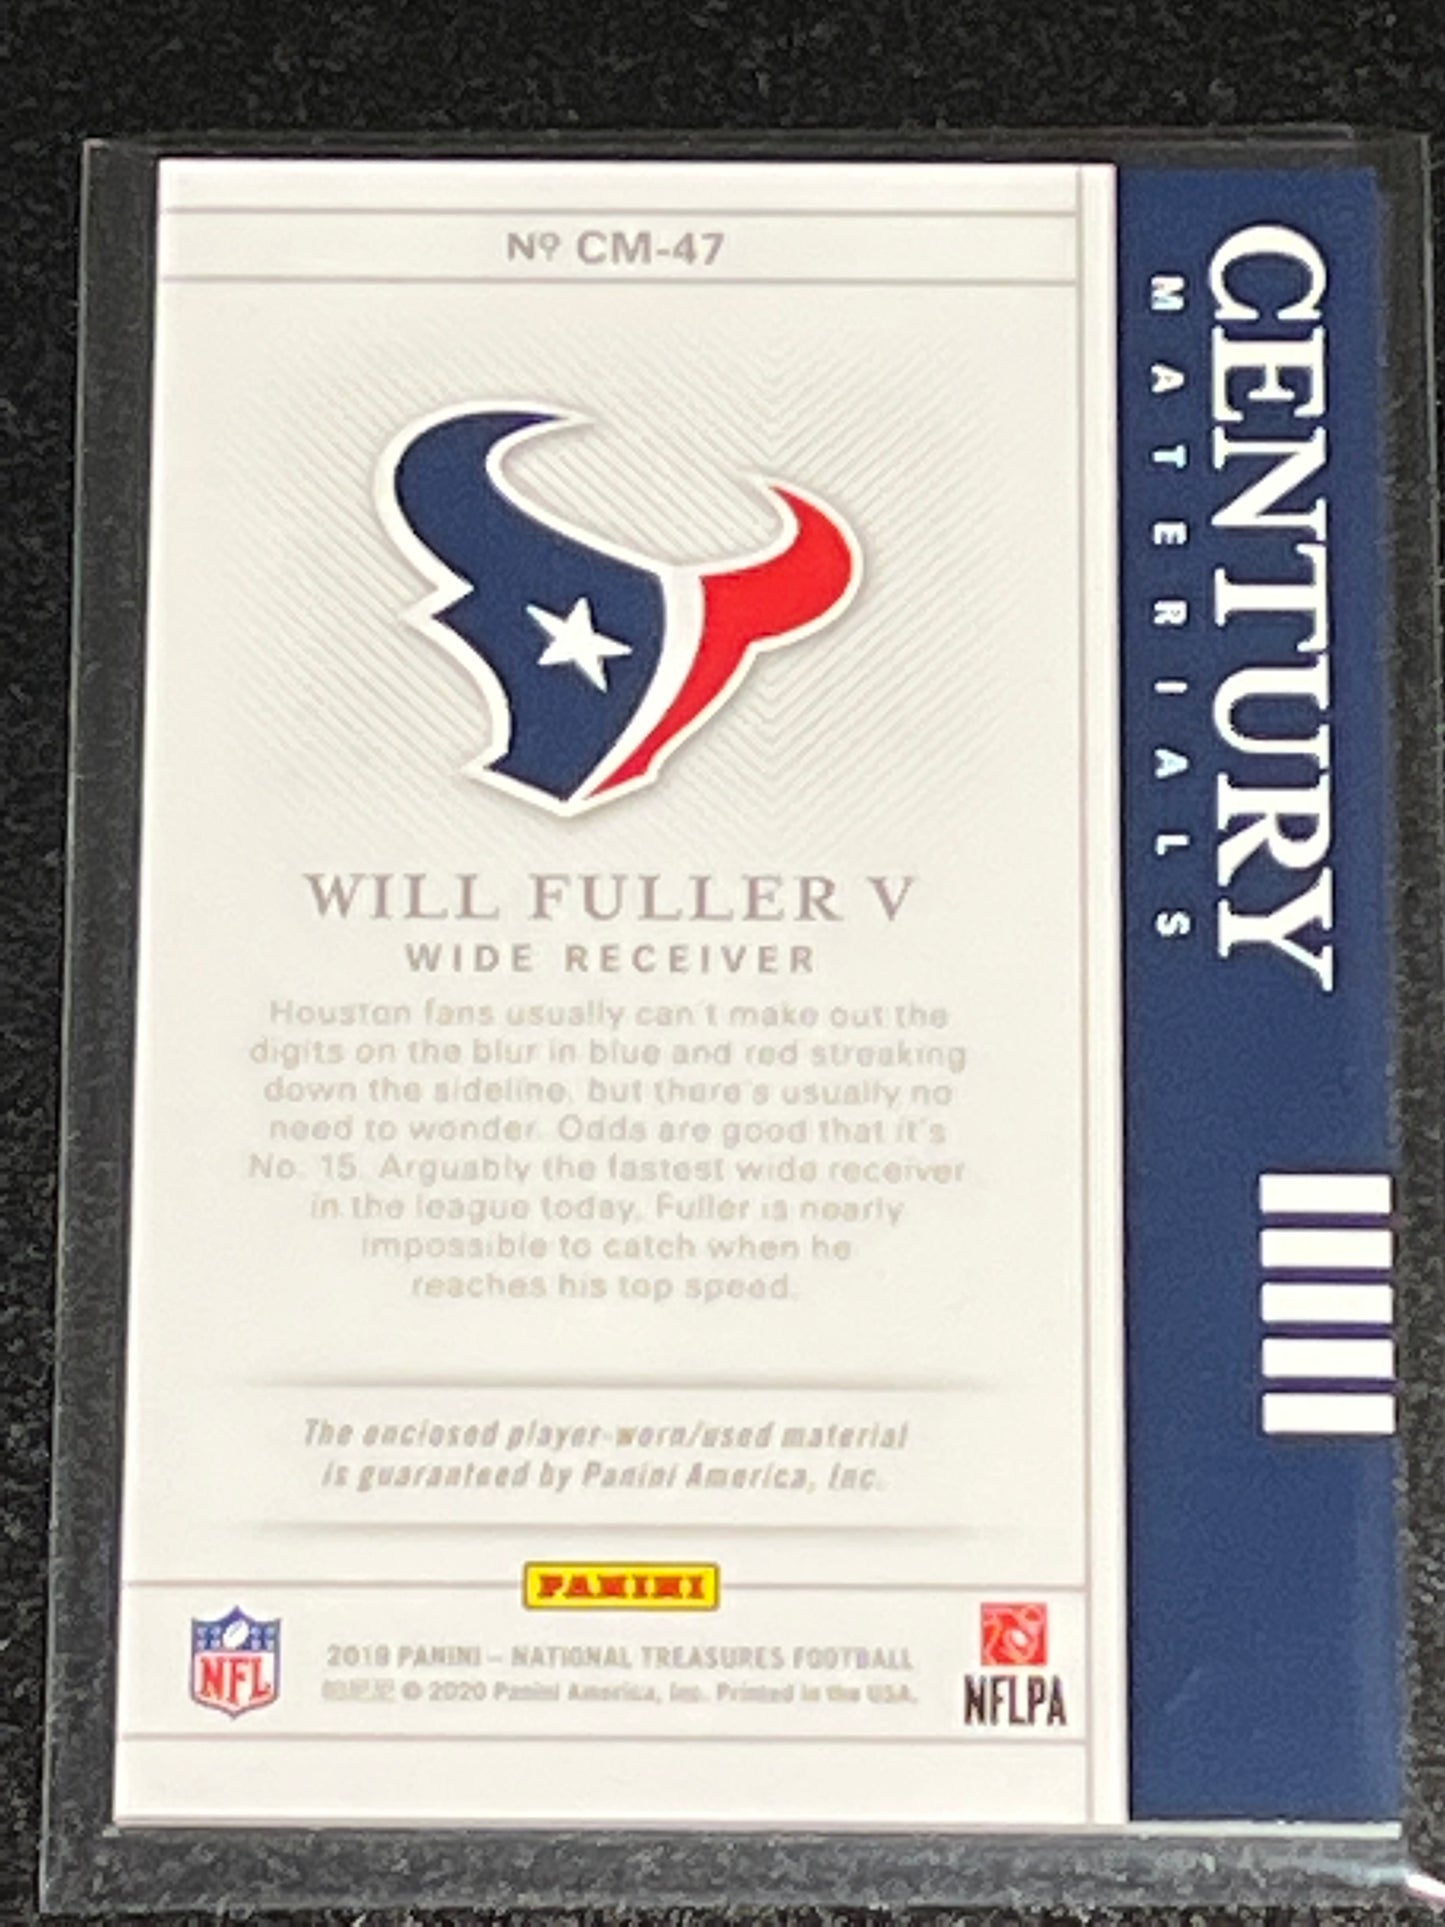 Nº CM-47
CENTURY
MATERIALS
WILL FULLER V
WIDE RECEIVER
Houston fans usually can't make out the
digits on the blur in blue and red streaking
down the sideline, but there's usually no
need to wonder. Odds are good that it's
No. 15. Arguably the fastest wide receiver
in the league today, Fuller is nearly
impossible to catch when he
reaches his top speed.
The enclosed player-worn/used material
is guaranteed by Panini America, Inc.
PANINI
NFL
2019 PANINI – NATIONAL TREASURES FOOTBALL
© 2020 Panini America, Inc. Printed in the USA.
NFLPA